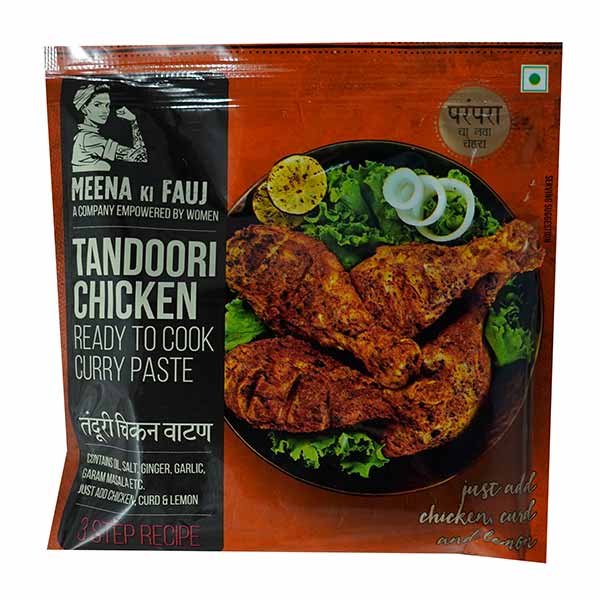 परंपरा
चा नवा
चेहरा
MEENA KI FAUJ
A COMPANY EMPOWERED BY WOMEN
TANDOORI
CHICKEN
READY TO COOK
CURRY PASTE
तंदूरी चिकन वाटण
CONTAINS OIL, SALT, GINGER, GARLIC,
GARAM MASALA ETC.
JUST ADD CHICKEN, CURD & LEMON
3 STEP RECIPE
SERVING SUGGESTION
just add
chicken, curd
and lemon